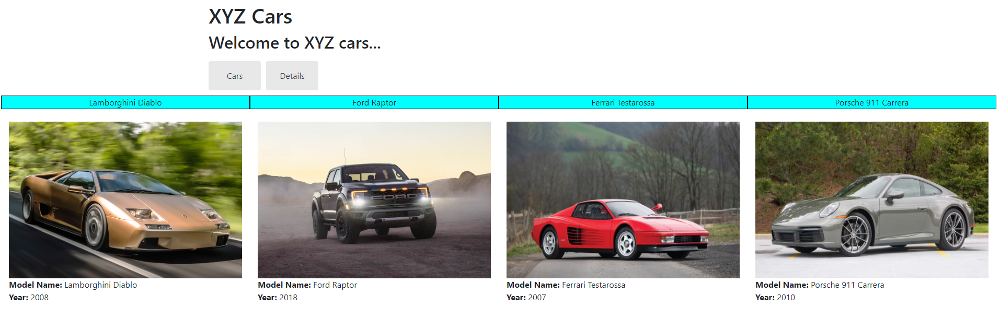 XYZ Cars
Welcome to XYZ cars...
Cars Details
Lamborghini Diablo Ford Raptor Ferrari Testarossa Porsche 911 Carrera
FORD
Model Name: Lamborghini Diablo
Year: 2008
Model Name: Ford Raptor
Year: 2018
Model Name: Ferrari Testarossa
Year: 2007
Model Name: Porsche 911 Carrera
Year: 2010